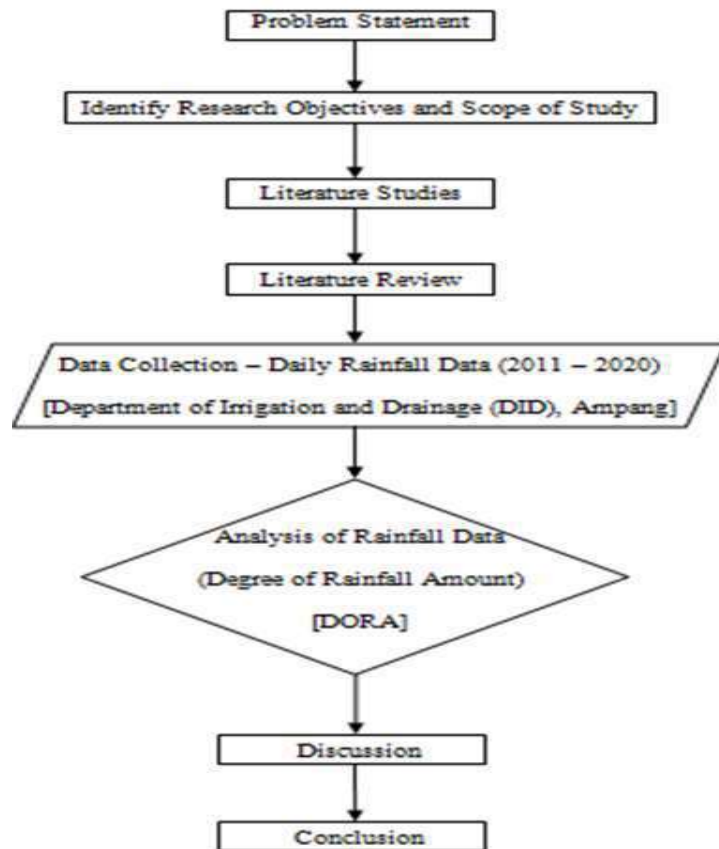 Problem Statement
Identify Research Objectives and Scope of Study
Literature Studies
Literature Review
Data Collection – Daily Rainfall Data (2011 – 2020)
[Department of Irrigation and Drainage (DID), Ampang]
Analysis of Rainfall Data
(Degree of Rainfall Amount)
[DORA]
Discussion
Conclusion